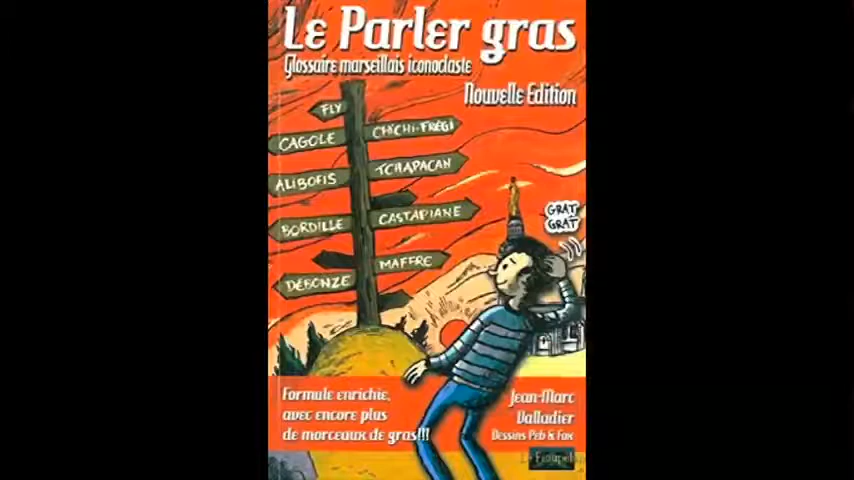 Le Parler gras
Glossaire marseillais iconoclaste
Nouvelle Edition
FLY
CAGOLE
CHICHI-FRÉGI
ALIBOFIS
TCHAPACAN
BORDILLE
CASTAPIANE
MAFFRE
DÉBONZE
GRAT
GRAT
Formule enrichie,
avec encore plus
de morceaux de gras!!!
Jean-Marc
Valladier
Dessins Peb & Fox